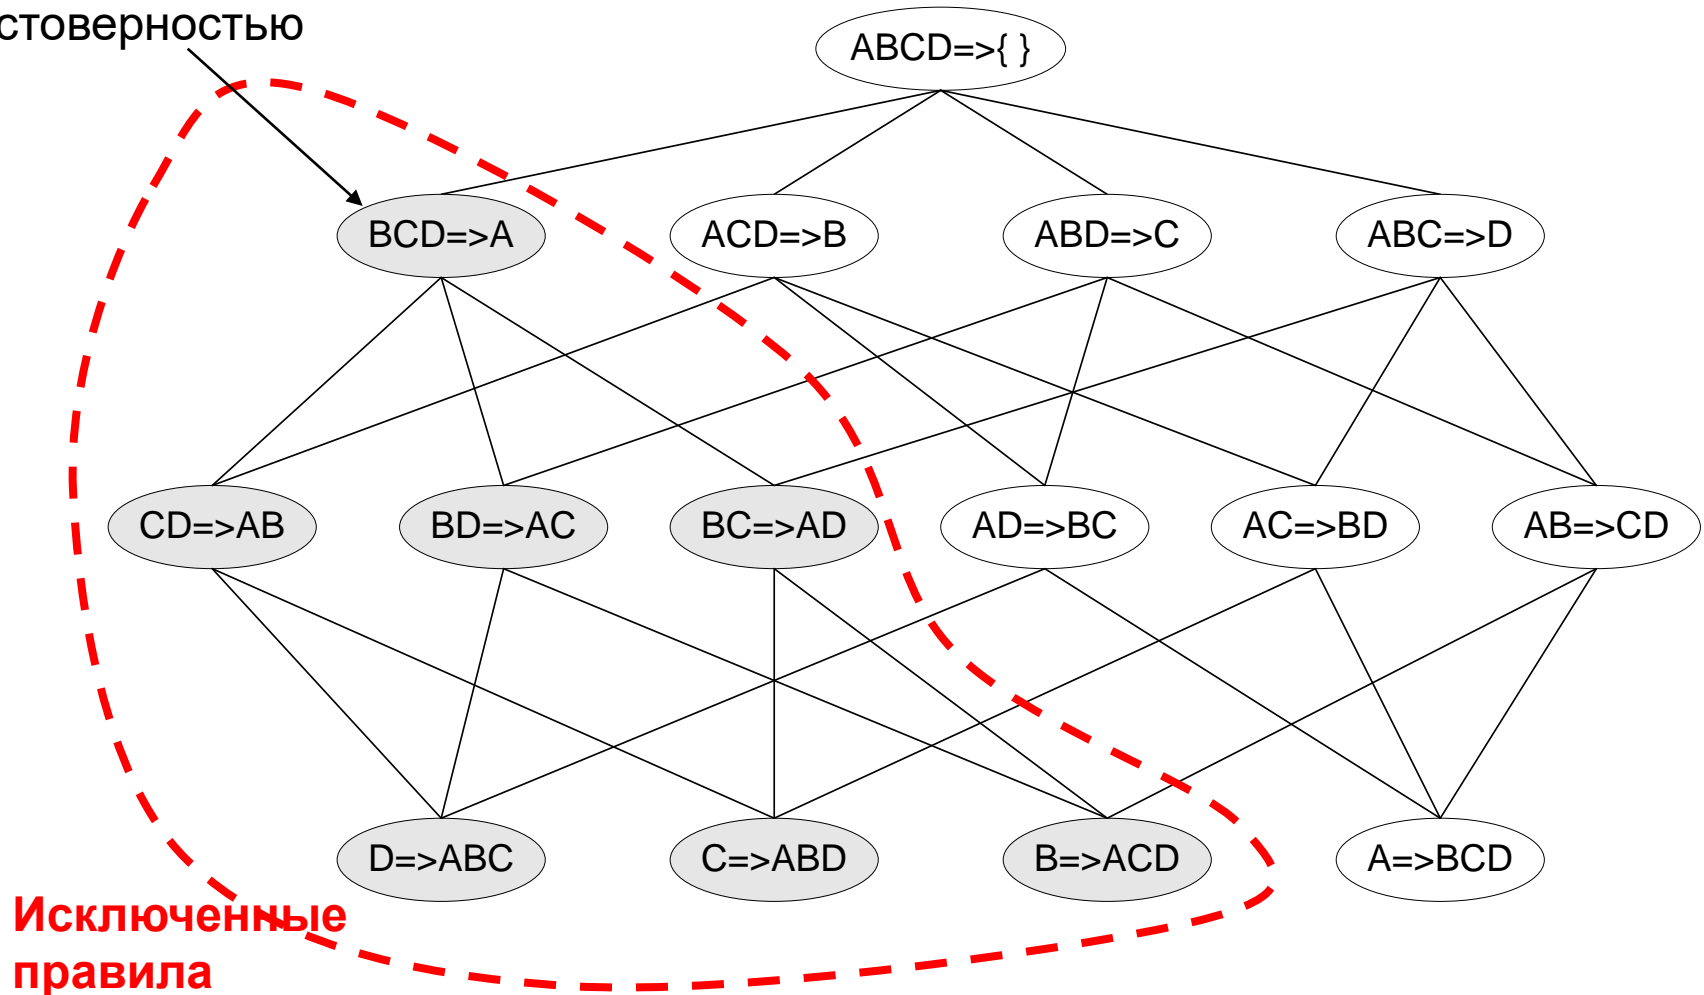 стоверностью
ABCD=>{ }
BCD=>A
ACD=>B
ABD=>C
ABC=>D
CD=>AB
BD=>AC
BC=>AD
AD=>BC
AC=>BD
AB=>CD
D=>ABC
C=>ABD
B=>ACD
A=>BCD
Исключенные
правила